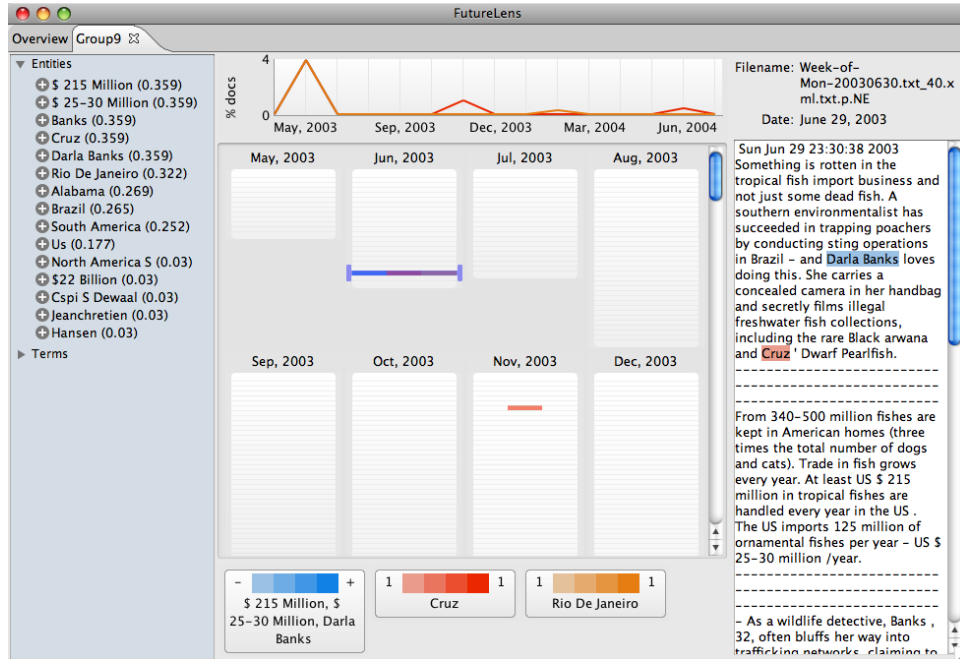 FutureLens
Overview
Group9
Entities
$ 215 Million (0.359)
$ 25-30 Million (0.359)
Banks (0.359)
Cruz (0.359)
Darla Banks (0.359)
Rio De Janeiro (0.322)
Alabama (0.269)
Brazil (0.265)
South America (0.252)
Us (0.177)
North America S (0.03)
$22 Billion (0.03)
Cspi S Dewaal (0.03)
Jeanchretien (0.03)
Hansen (0.03)
Terms
% docs
4
0
May, 2003
Sep, 2003
Dec, 2003
Mar, 2004
Jun, 2004
May, 2003
Jun, 2003
Jul, 2003
Aug, 2003
Sep, 2003
Oct, 2003
Nov, 2003
Dec, 2003
- +
$ 215 Million, $
25-30 Million, Darla
Banks
1 1
Cruz
1 1
Rio De Janeiro
Filename: Week-of-
Mon-20030630.txt_40.x
ml.txt.p.NE
Date: June 29, 2003
Sun Jun 29 23:30:38 2003
Something is rotten in the
tropical fish import business and
not just some dead fish. A
southern environmentalist has
succeeded in trapping poachers
by conducting sting operations
in Brazil - and Darla Banks loves
doing this. She carries a
concealed camera in her handbag
and secretly films illegal
freshwater fish collections,
including the rare Black arwana
and Cruz ' Dwarf Pearlfish.
--------------------------
--------------------------
--------------------------
From 340-500 million fishes are
kept in American homes (three
times the total number of dogs
and cats). Trade in fish grows
every year. At least US $ 215
million in tropical fishes are
handled every year in the US .
The US imports 125 million of
ornamental fishes per year - US $
25-30 million /year.
--------------------------
--------------------------
--------------------------
- As a wildlife detective, Banks ,
32, often bluffs her way into
trafficking networks, claiming to